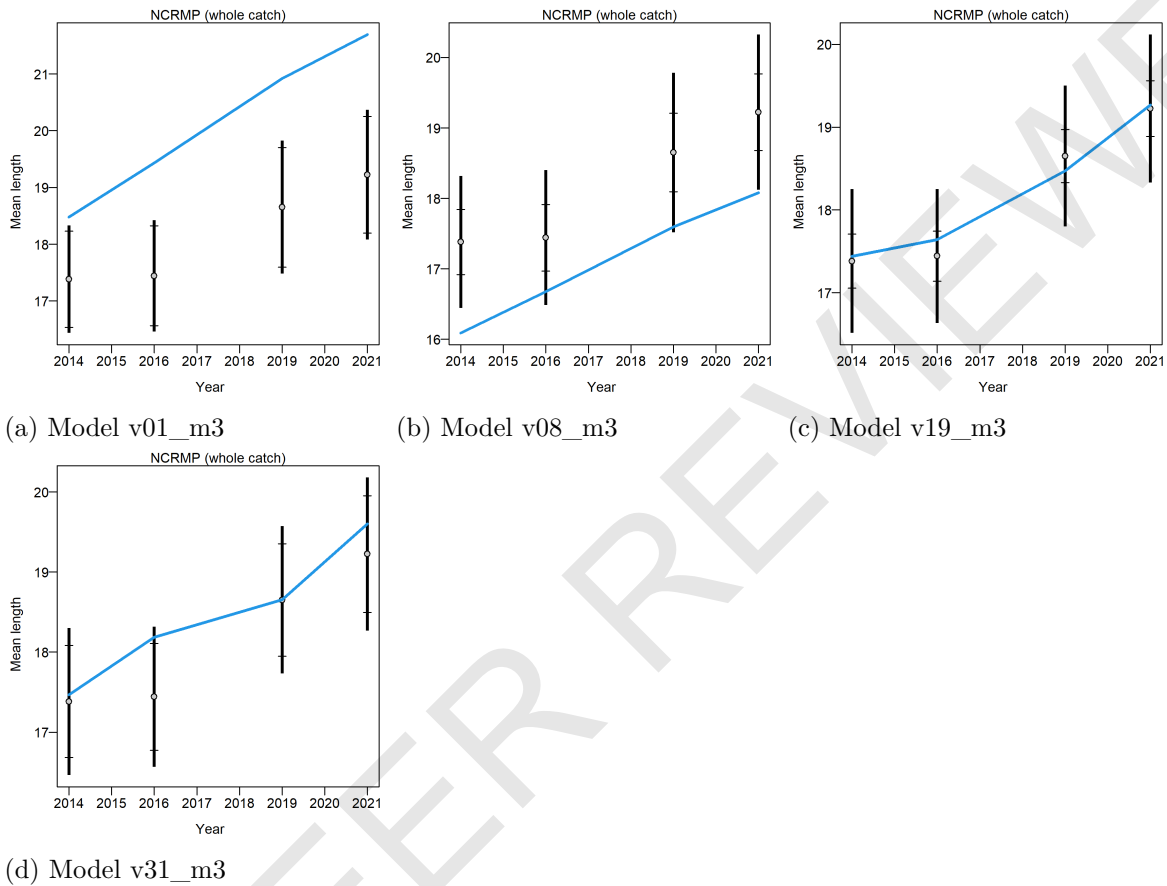 NCRMP (whole catch)
21
20
19
18
17
Mean length
2014 2015 2016 2017 2018 2019 2020 2021
Year
(a) Model v01_m3
NCRMP (whole catch)
20
19
18
17
16
Mean length
2014 2015 2016 2017 2018 2019 2020 2021
Year
(b) Model v08_m3
NCRMP (whole catch)
20
19
18
17
Mean length
2014 2015 2016 2017 2018 2019 2020 2021
Year
(c) Model v19_m3
NCRMP (whole catch)
20
19
18
17
Mean length
2014 2015 2016 2017 2018 2019 2020 2021
Year
(d) Model v31_m3
TER REVIEWE